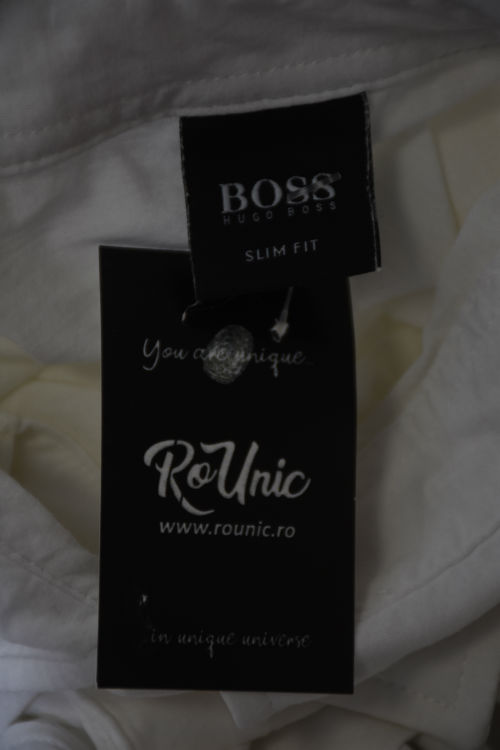 BOSS
HUGO BOSS
SLIM FIT
You are unique...
RoUnic
www.rounic.ro
in unique universe